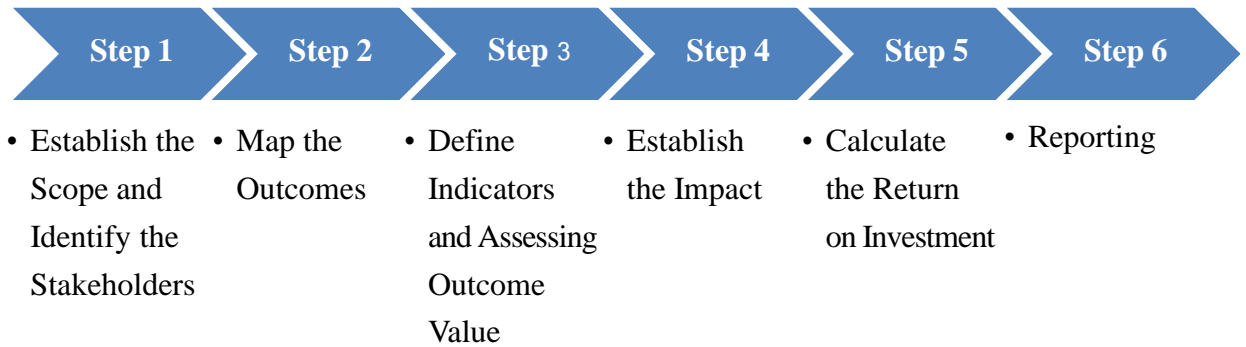 Step 1
Step 2
Step 3
Step 4
Step 5
Step 6
• Establish the
Scope and
Identify the
Stakeholders
• Map the
Outcomes
• Define
Indicators
and Assessing
Outcome
Value
• Establish
the Impact
• Calculate
the Return
on Investment
• Reporting